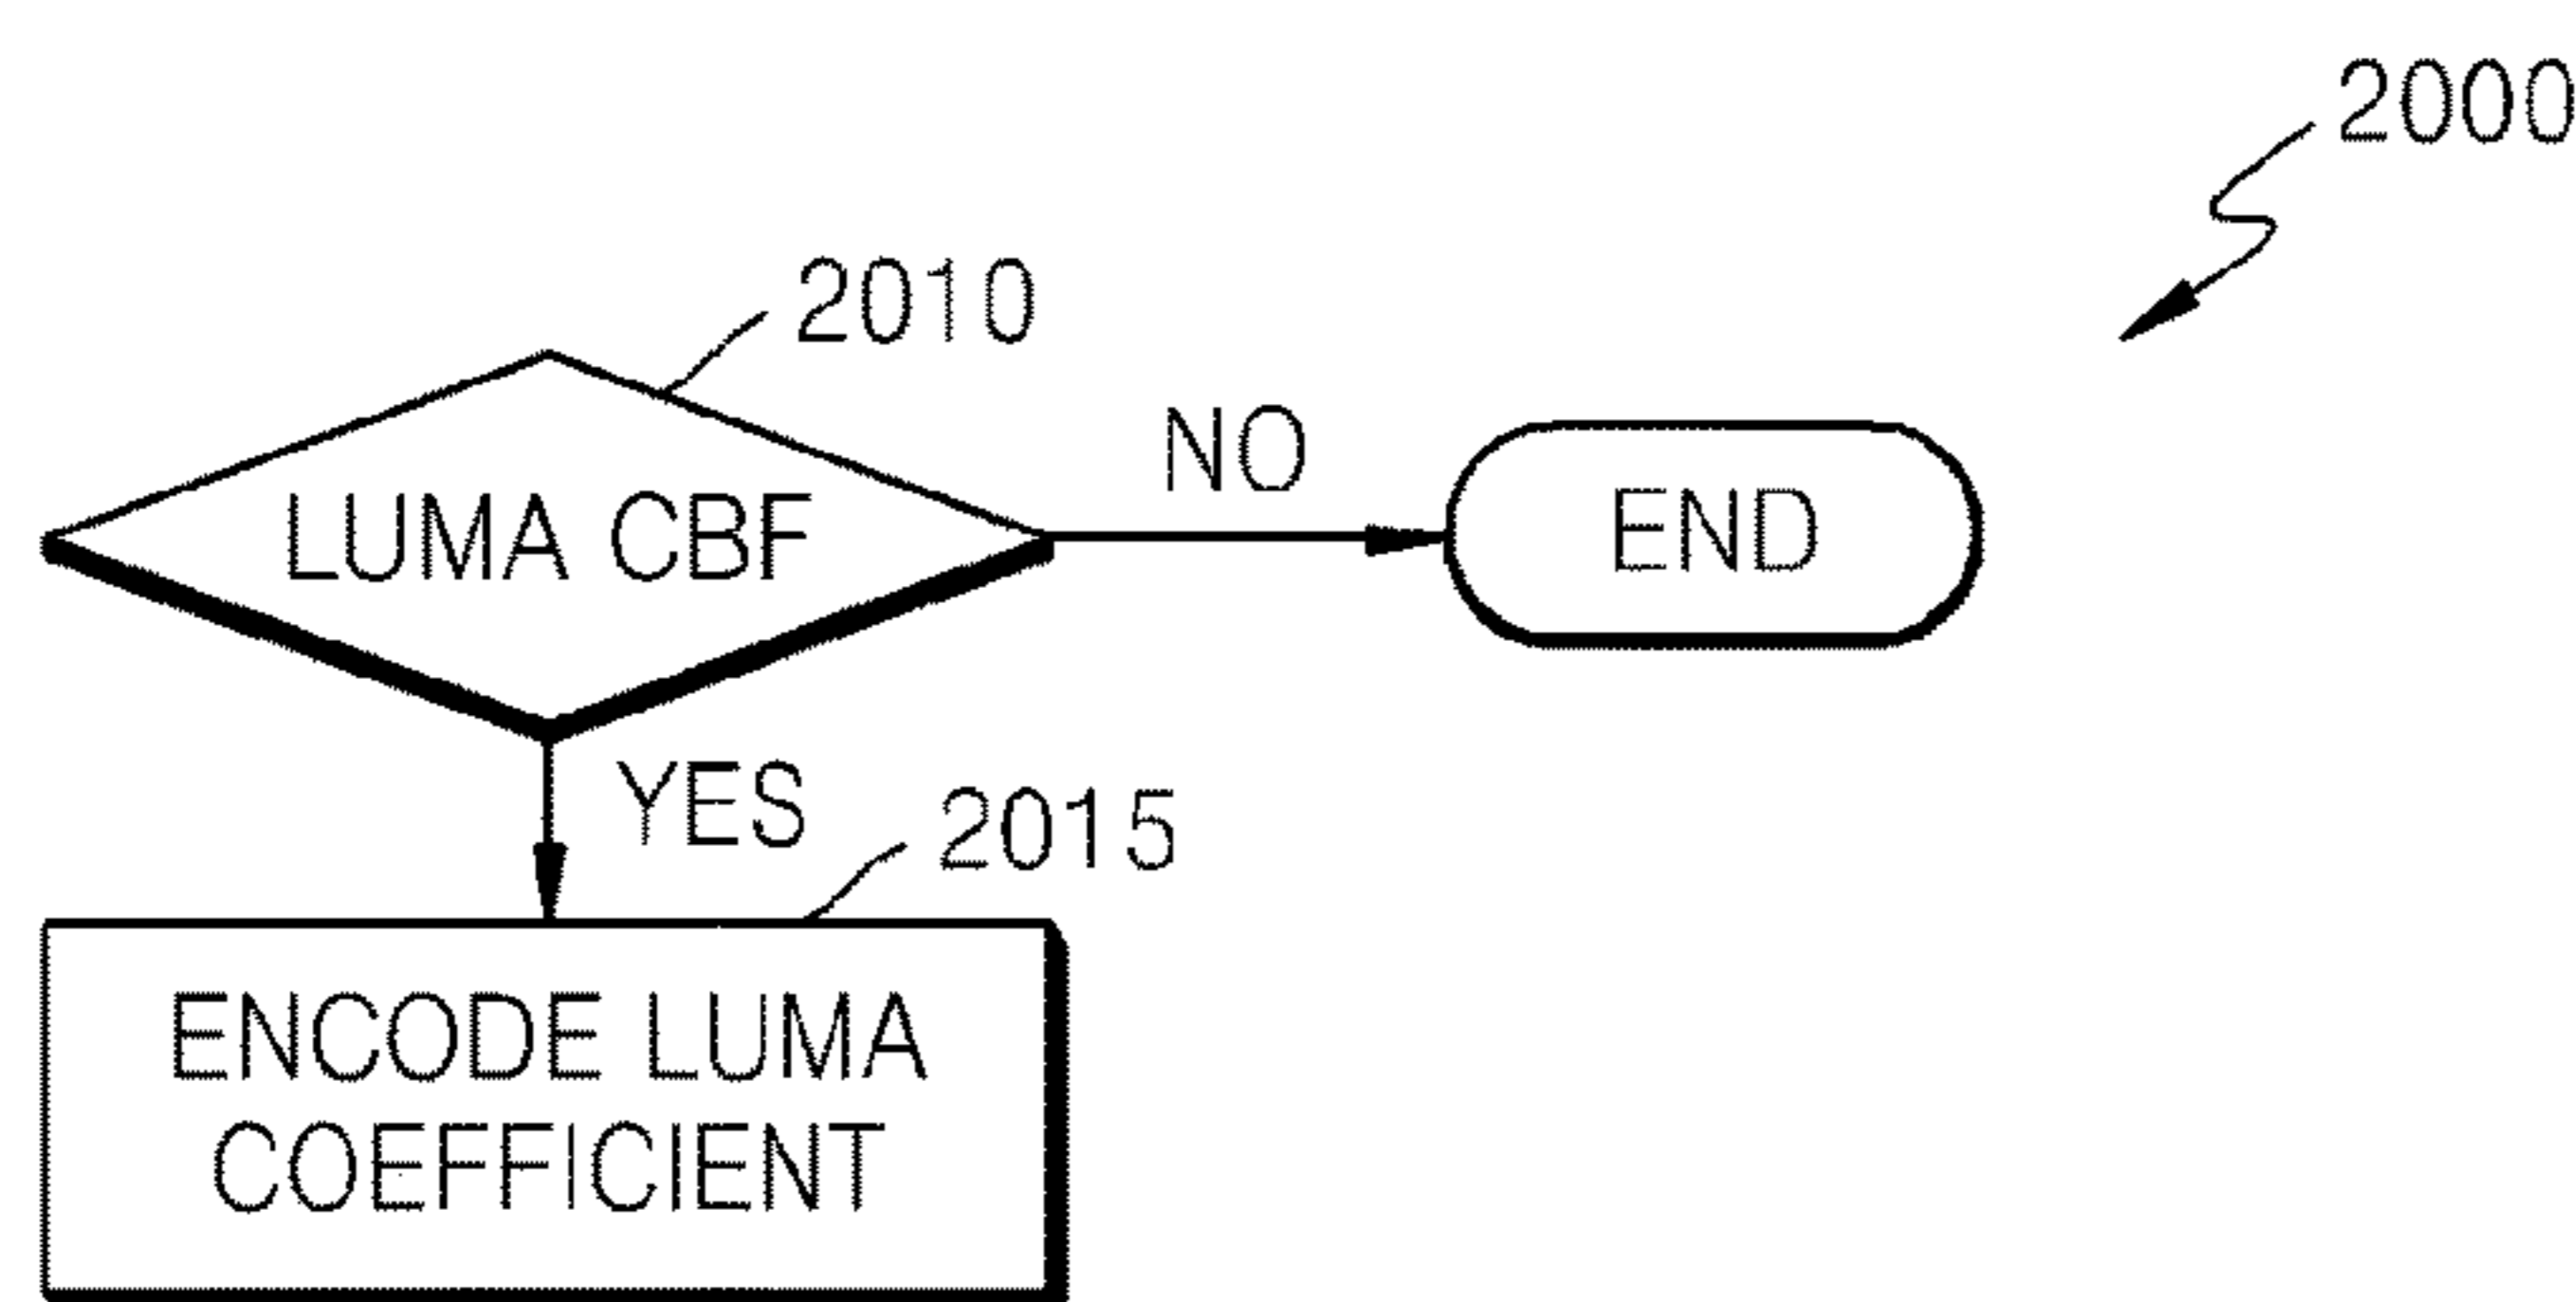 2000
2010
LUMA CBF
NO
END
YES
2015
ENCODE LUMA
COEFFICIENT